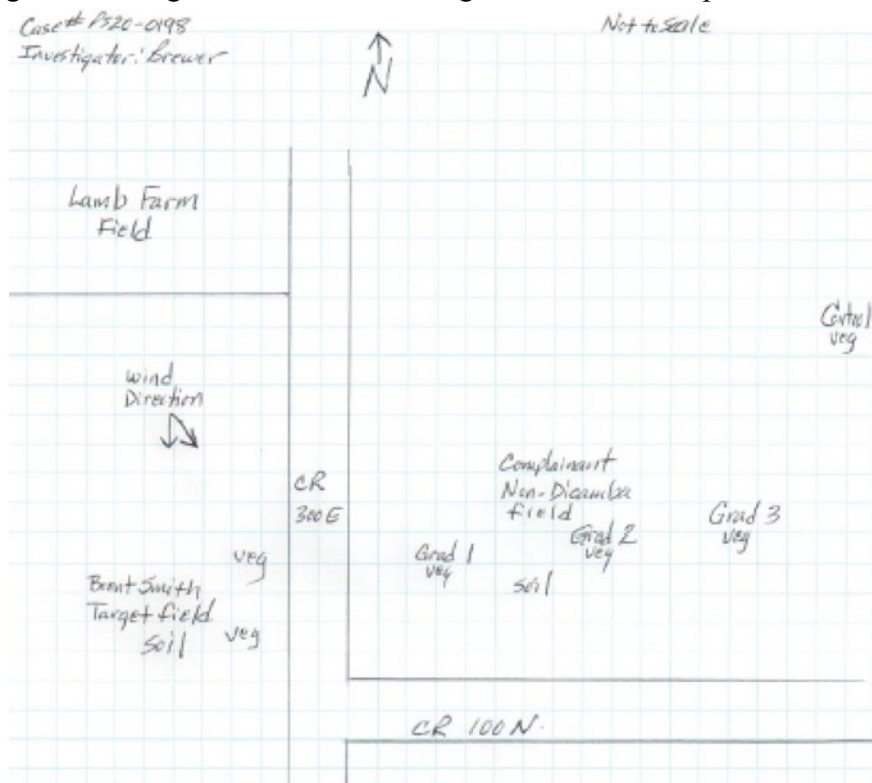 Case# PS20-0198
Investigator: Brewer
Not to Scale
N
Lamb Farm
Field
Control
veg
wind
Direction
CR
300 E
Complainant
Non-Dicamba
field
Grad 1
veg
Grad 2
veg
Grad 3
veg
soil
veg
Brent Smith
Target field
soil
veg
CR 100 N.